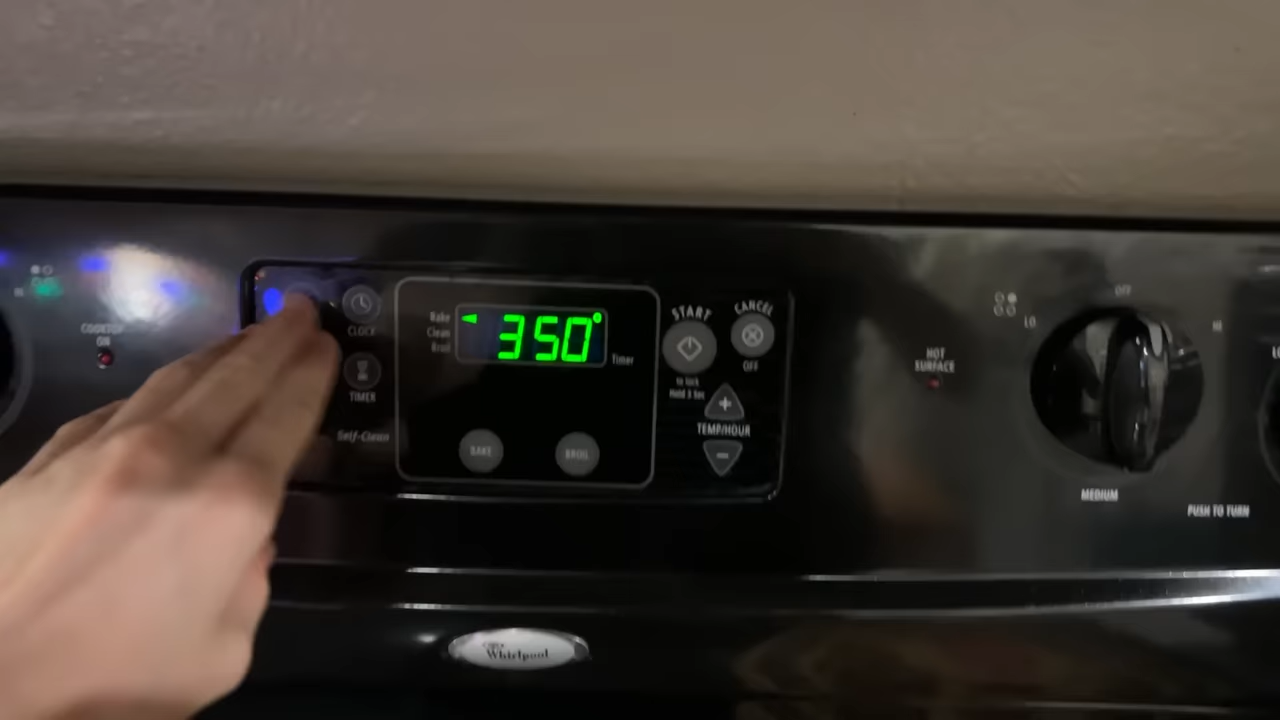 COOKTOP
ON
CLOCK
TIMER
Self-Clean
Bake
Clean
Broil
350°
Timer
BAKE
BROIL
START
to lock
Hold 3 Sec
CANCEL
OFF
TEMP/HOUR
HOT
SURFACE
OFF
LO
HI
MEDIUM
PUSH TO TURN
LO
Whirlpool